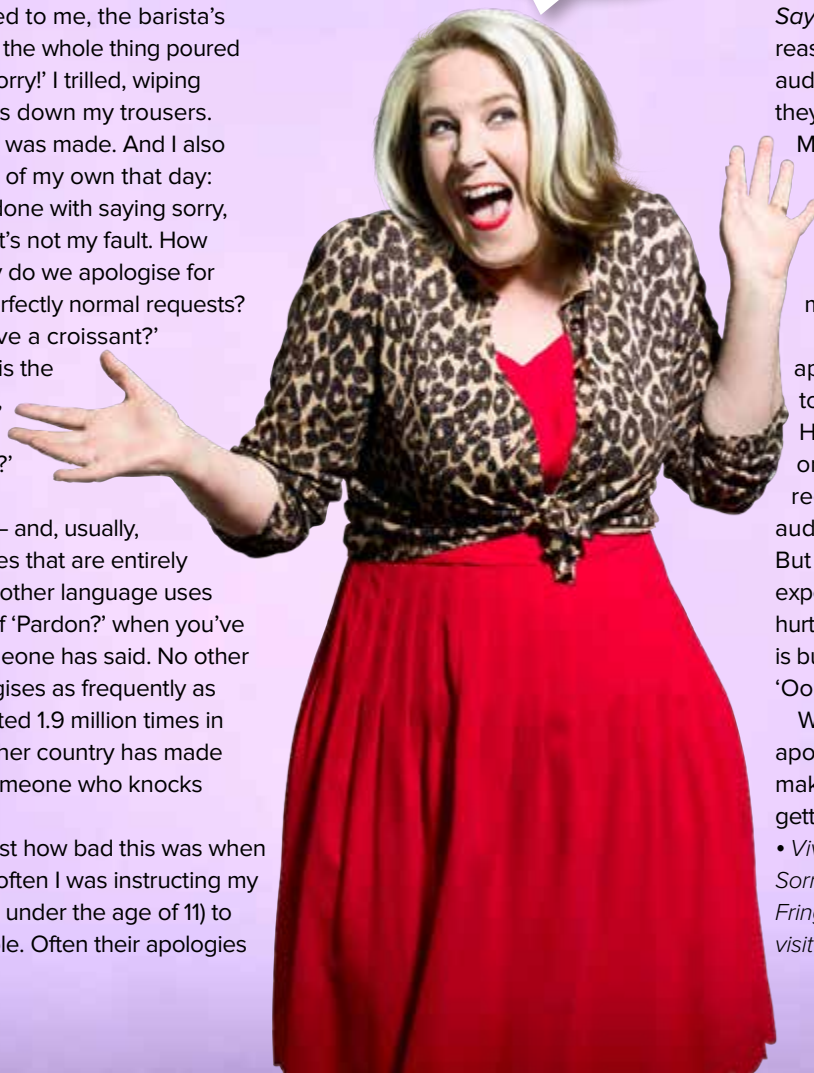 ed to me, the barista's
the whole thing poured
orry!' I trilled, wiping
s down my trousers.
was made. And I also
of my own that day:
done with saying sorry,
t's not my fault. How
y do we apologise for
erfectly normal requests?
ve a croissant?'
is the
?'
– and, usually,
es that are entirely
other language uses
f 'Pardon?' when you've
eone has said. No other
gises as frequently as
ted 1.9 million times in
her country has made
omeone who knocks
st how bad this was when
often I was instructing my
under the age of 11) to
le. Often their apologies
Say
reas
aud
they
M
m
ap
to
H
or
re
aud
But
expe
hurt
is bu
'Oo
W
apo
mak
gett
• Viv
Sorr
Fring
visit